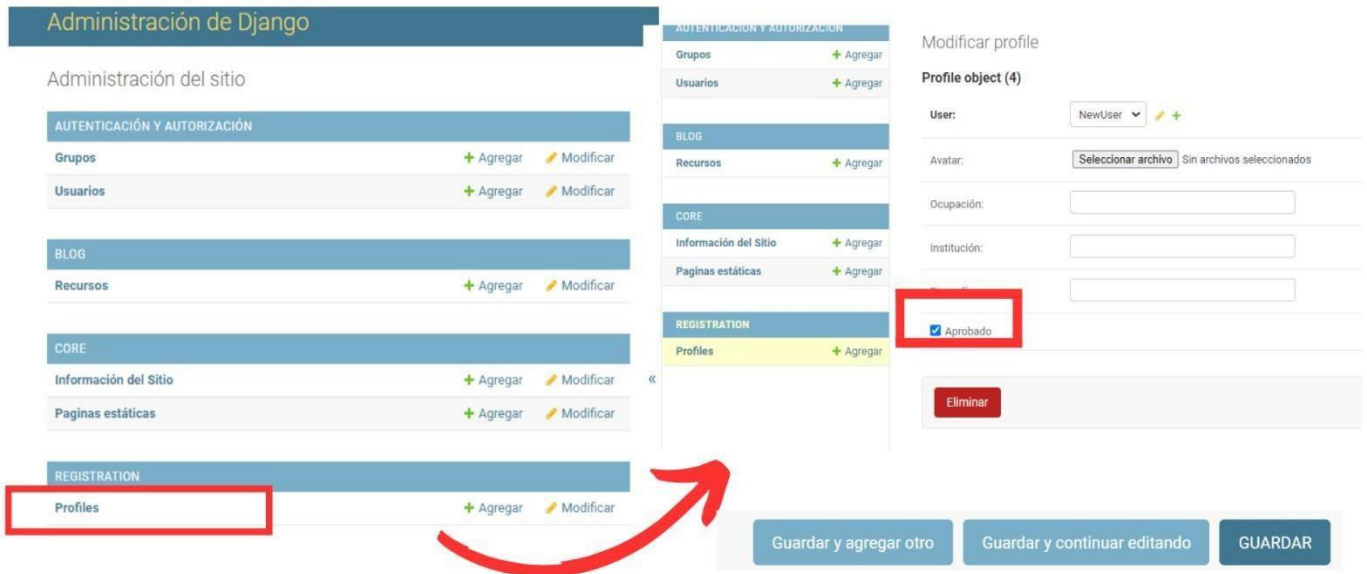 Administración de Django
Administración del sitio
AUTENTICACIÓN Y AUTORIZACIÓN
Grupos + Agregar Modificar
Usuarios + Agregar Modificar
BLOG
Recursos + Agregar Modificar
CORE
Información del Sitio + Agregar Modificar
Paginas estáticas + Agregar Modificar
REGISTRATION
Profiles + Agregar Modificar
«
AUTENTICACIÓN Y AUTORIZACIÓN
Grupos + Agregar
Usuarios + Agregar
BLOG
Recursos + Agregar
CORE
Información del Sitio + Agregar
Paginas estáticas + Agregar
REGISTRATION
Profiles + Agregar
Modificar profile
Profile object (4)
User: NewUser
Avatar: Seleccionar archivo Sin archivos seleccionados
Ocupación:
Institución:
Aprobado
Eliminar
Guardar y agregar otro Guardar y continuar editando GUARDAR